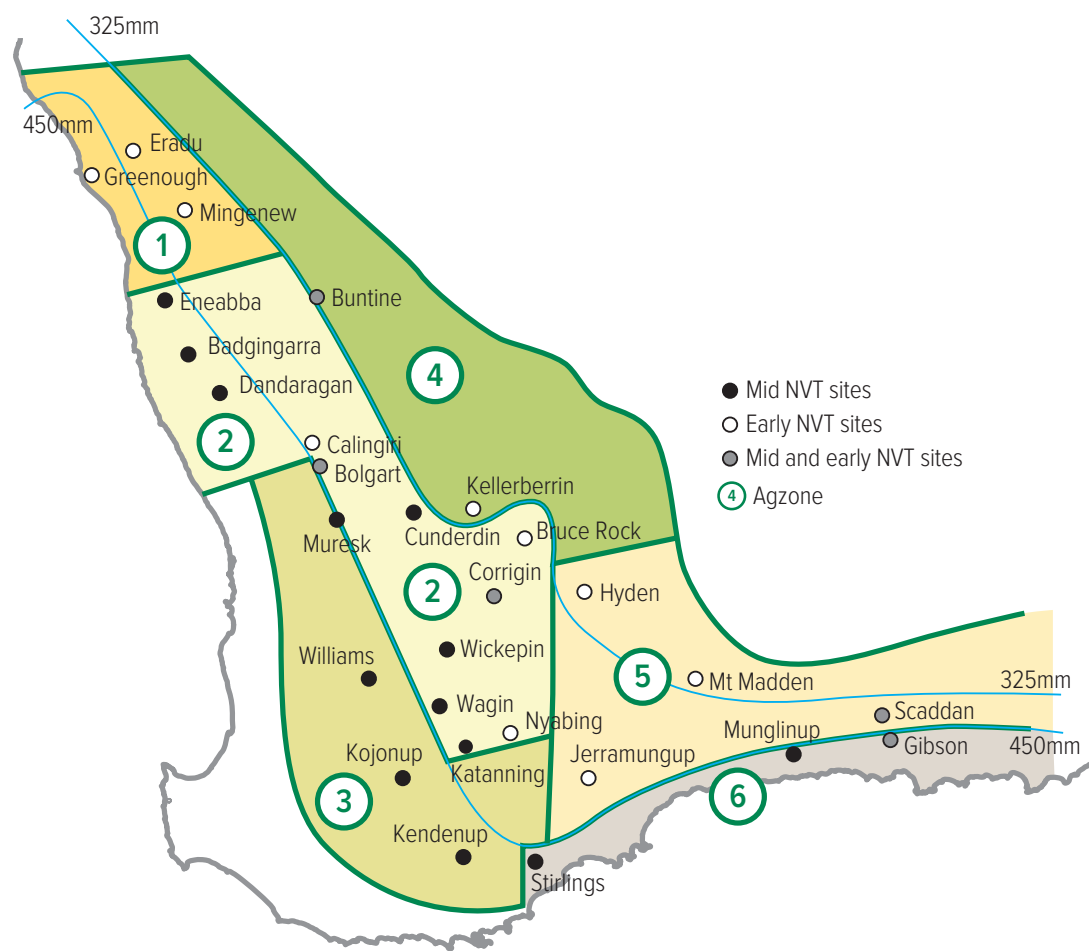 325mm
450mm
Eradu
Greenough
Mingenew
1
Eneabba
Buntine
Badgingarra
4
Dandaragan
Mid NVT sites
Early NVT sites
Mid and early NVT sites
4 Agzone
2
Calingiri
Bolgart
Kellerberrin
Muresk
Cunderdin
Bruce Rock
Corrigin
2
Hyden
Williams
Wickepin
5
Mt Madden
325mm
Wagin
Nyabing
Scaddan
Munglinup
Gibson
450mm
Kojonup
Katanning
Jerramungup
3
6
Kendenup
Stirlings